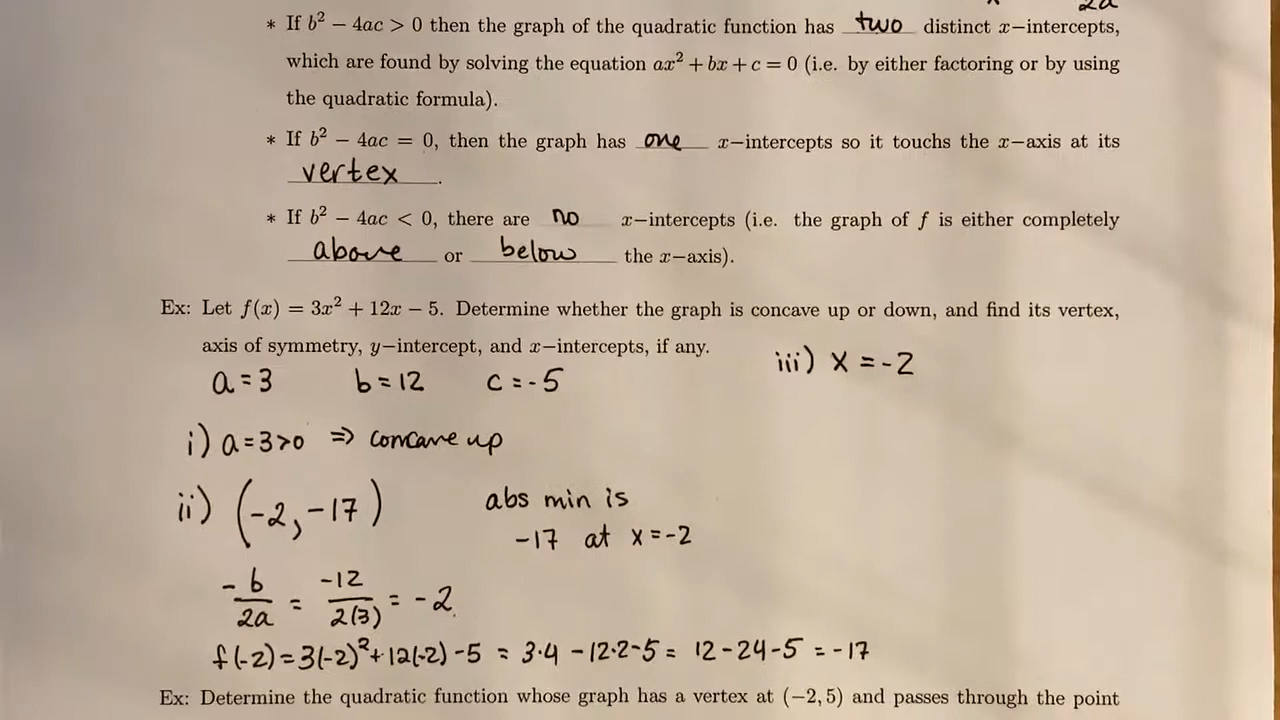 2a
* If b² − 4ac > 0 then the graph of the quadratic function has two distinct x−intercepts,
which are found by solving the equation ax² + bx + c = 0 (i.e. by either factoring or by using
the quadratic formula).
* If b² − 4ac = 0, then the graph has one x−intercepts so it touchs the x−axis at its
vertex.
* If b² − 4ac < 0, there are no x−intercepts (i.e. the graph of f is either completely
above or below the x−axis).
Ex: Let f(x) = 3x² + 12x − 5. Determine whether the graph is concave up or down, and find its vertex,
axis of symmetry, y−intercept, and x−intercepts, if any.
iii) x = -2
a = 3 b = 12 c = -5
i) a = 3 > 0 ⇒ concave up
ii) (-2, -17) abs min is
-17 at x = -2
-b/2a = -12/2(3) = -2
f(-2) = 3(-2)² + 12(-2) - 5 = 3·4 - 12·2 - 5 = 12 - 24 - 5 = -17
Ex: Determine the quadratic function whose graph has a vertex at (−2, 5) and passes through the point